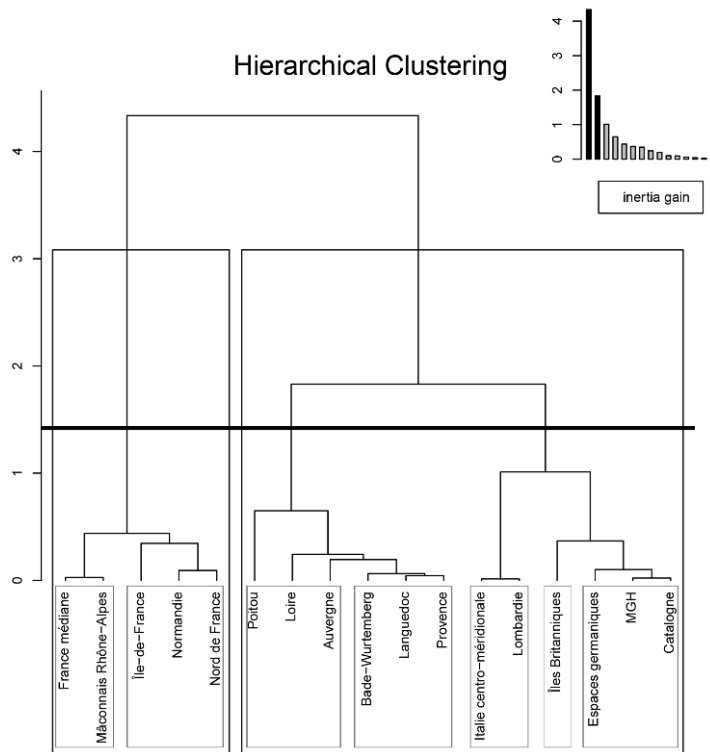 Hierarchical Clustering
4
3
2
1
0
inertia gain
4
3
2
1
0
France médiane
Mâconnais Rhône−Alpes
Île−de−France
Normandie
Nord de France
Poitou
Loire
Auvergne
Bade−Wurtemberg
Languedoc
Provence
Italie centro−méridionale
Lombardie
Îles Britanniques
Espaces germaniques
MGH
Catalogne